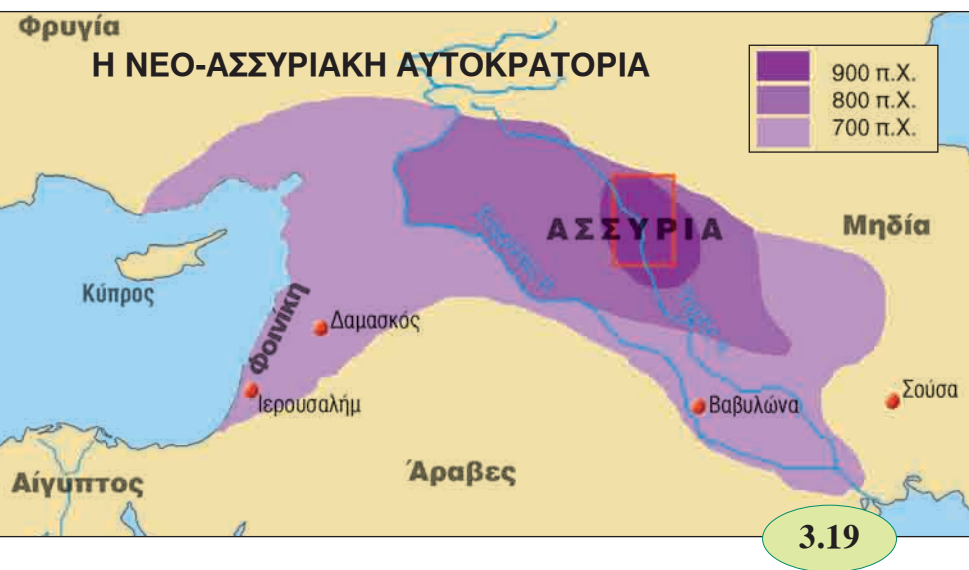 Φρυγία
Η ΝΕΟ-ΑΣΣΥΡΙΑΚΗ ΑΥΤΟΚΡΑΤΟΡΙΑ
900 π.Χ.
800 π.Χ.
700 π.Χ.
ΑΣΣΥΡΙΑ
Μηδία
Κύπρος
Φοινίκη
Δαμασκός
Ιερουσαλήμ
Βαβυλώνα
Σούσα
Αίγυπτος
Άραβες
3.19